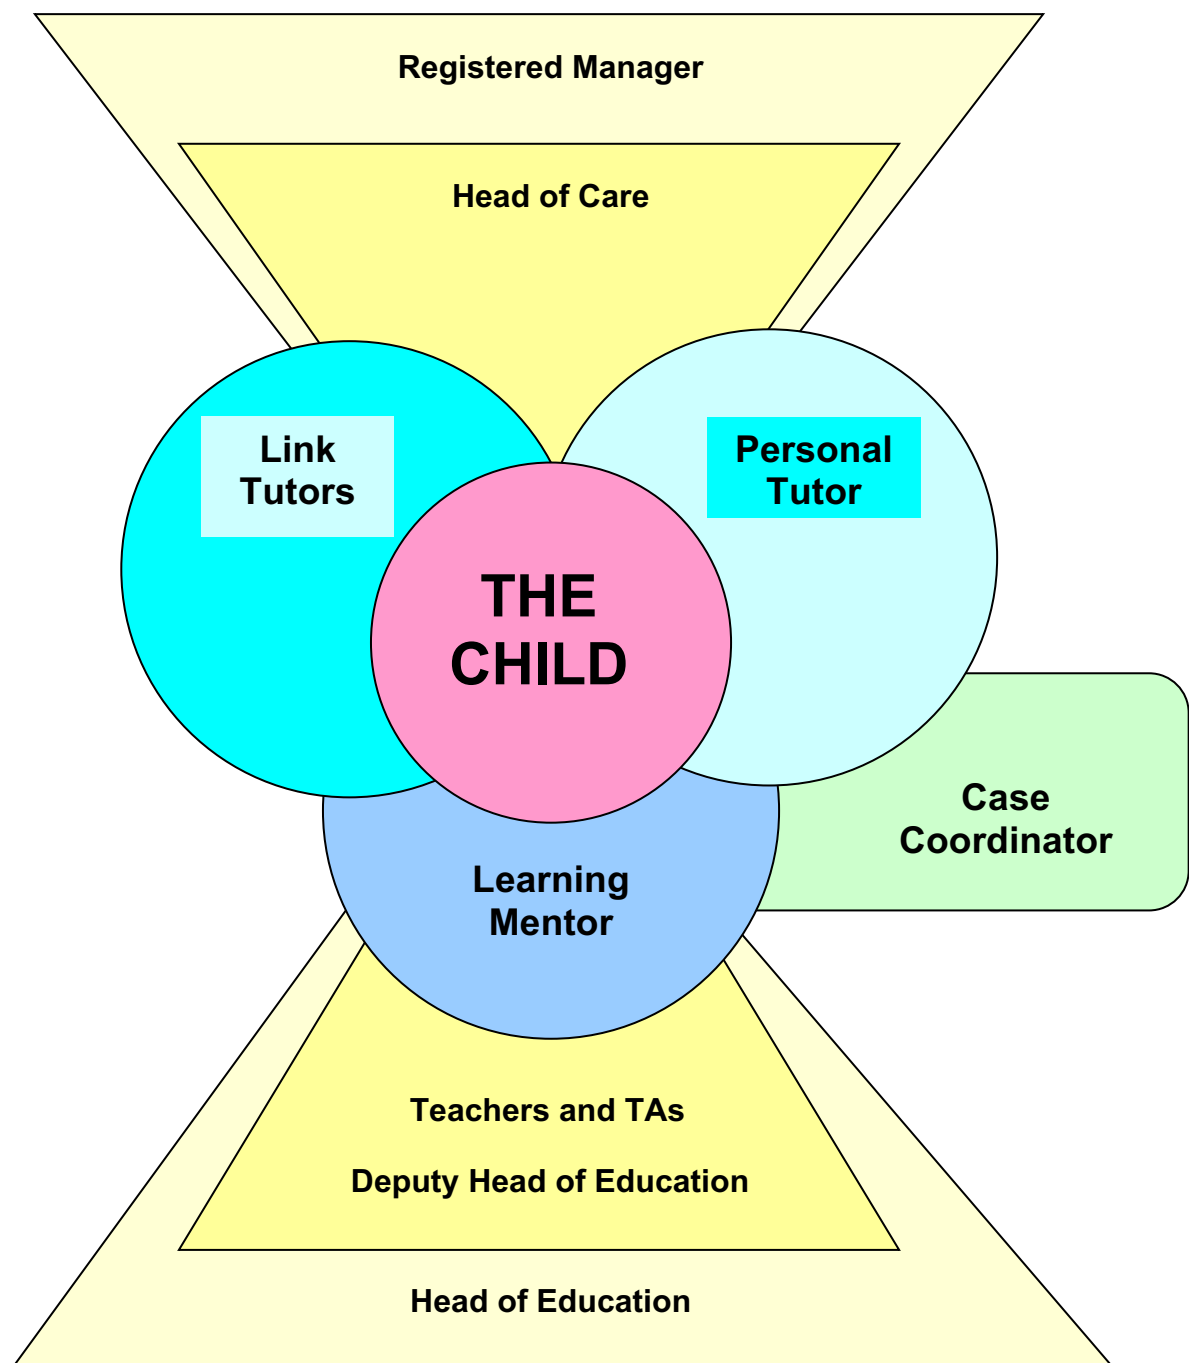 Registered Manager
Head of Care
Link
Tutors
Personal
Tutor
THE
CHILD
Case
Coordinator
Learning
Mentor
Teachers and TAs
Deputy Head of Education
Head of Education